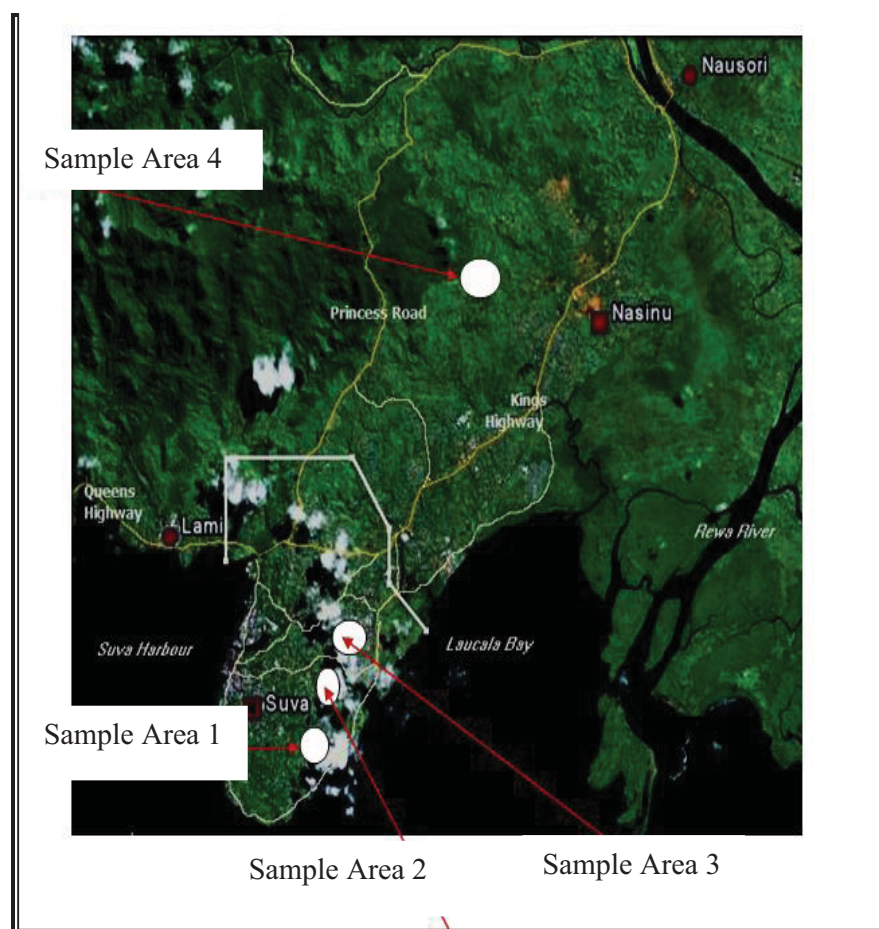 Nausori
Sample Area 4
Princess Road
Nasinu
Kings
Highway
Queens
Highway
Lami
Rewa River
Suva Harbour
Laucala Bay
Suva
Sample Area 1
Sample Area 2
Sample Area 3